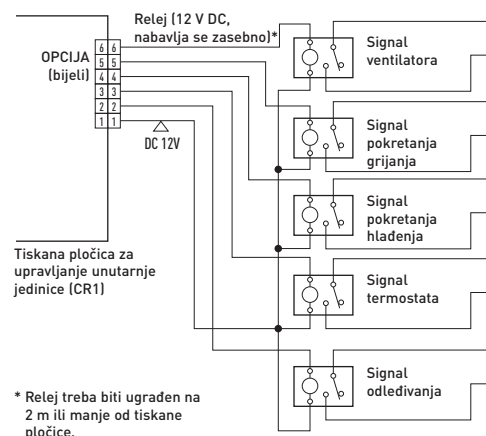 Relej (12 V DC,
nabavlja se zasebno)*
OPCIJA
(bijeli)
6 6
5 5
4 4
3 3
2 2
1 1
DC 12V
Signal
ventilatora
Signal
pokretanja
grijanja
Signal
pokretanja
hlađenja
Signal
termostata
Signal
odleđivanja
Tiskana pločica za
upravljanje unutarnje
jedinice (CR1)
* Relej treba biti ugrađen na
2 m ili manje od tiskane
pločice.